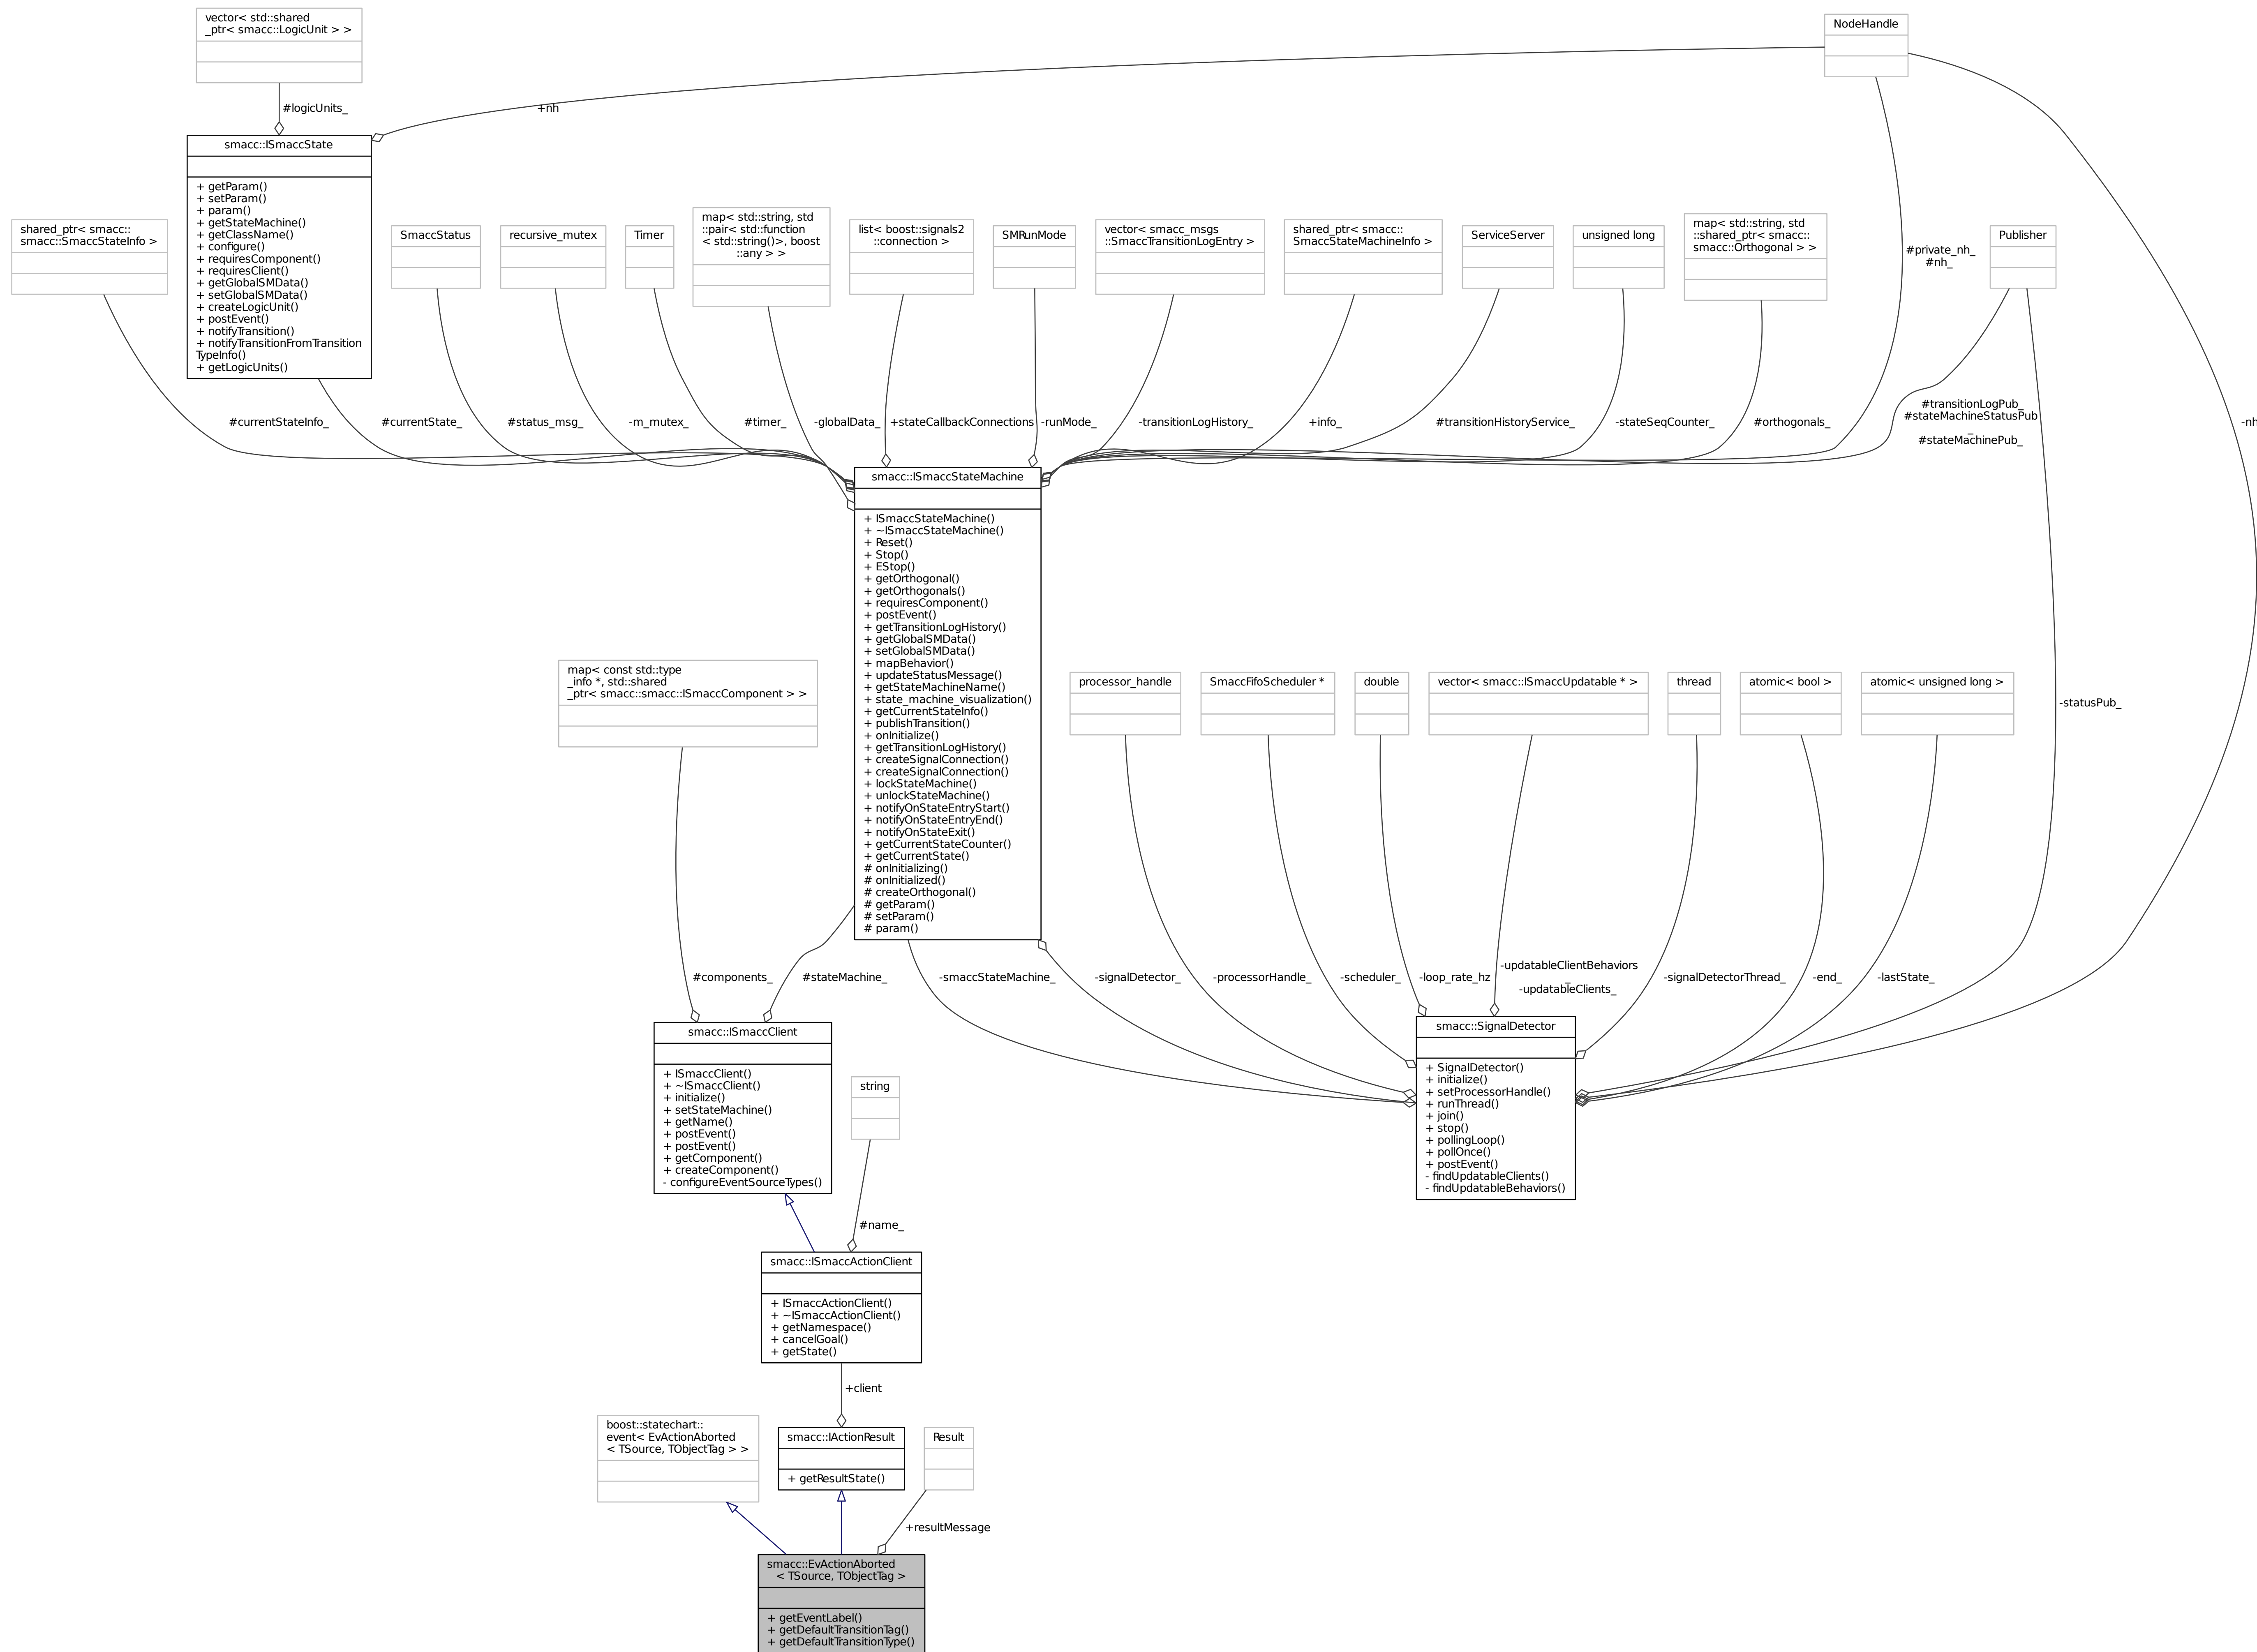 vector< std::shared
_ptr< smacc::LogicUnit > >
NodeHandle
#logicUnits_
+nh
smacc::ISmaccState
+ getParam()
+ setParam()
+ param()
+ getStateMachine()
+ getClassName()
+ configure()
+ requiresComponent()
+ requiresClient()
+ getGlobalSMData()
+ setGlobalSMData()
+ createLogicUnit()
+ postEvent()
+ notifyTransition()
+ notifyTransitionFromTransition
TypeInfo()
+ getLogicUnits()
shared_ptr< smacc::
smacc::SmaccStateInfo >
SmaccStatus
recursive_mutex
Timer
map< std::string, std
::pair< std::function
< std::string()>, boost
::any > >
list< boost::signals2
::connection >
SMRunMode
vector< smacc_msgs
::SmaccTransitionLogEntry >
shared_ptr< smacc::
SmaccStateMachineInfo >
ServiceServer
unsigned long
map< std::string, std
::shared_ptr< smacc::
smacc::Orthogonal > >
#private_nh_
#nh_
Publisher
#currentStateInfo_
#currentState_
#status_msg_
-m_mutex_
#timer_
-globalData_
+stateCallbackConnections
-runMode_
-transitionLogHistory_
+info_
#transitionHistoryService_
-stateSeqCounter_
#orthogonals_
#transitionLogPub_
#stateMachineStatusPub
_
#stateMachinePub_
-nh
smacc::ISmaccStateMachine
+ ISmaccStateMachine()
+ ~ISmaccStateMachine()
+ Reset()
+ Stop()
+ EStop()
+ getOrthogonal()
+ getOrthogonals()
+ requiresComponent()
+ postEvent()
+ getTransitionLogHistory()
+ getGlobalSMData()
+ setGlobalSMData()
+ mapBehavior()
+ updateStatusMessage()
+ getStateMachineName()
+ state_machine_visualization()
+ getCurrentStateInfo()
+ publishTransition()
+ onInitialize()
+ getTransitionLogHistory()
+ createSignalConnection()
+ createSignalConnection()
+ lockStateMachine()
+ unlockStateMachine()
+ notifyOnStateEntryStart()
+ notifyOnStateEntryEnd()
+ notifyOnStateExit()
+ getCurrentStateCounter()
+ getCurrentState()
# onInitializing()
# onInitialized()
# createOrthogonal()
# getParam()
# setParam()
# param()
map< const std::type
_info *, std::shared
_ptr< smacc::smacc::ISmaccComponent > >
processor_handle
SmaccFifoScheduler *
double
vector< smacc::ISmaccUpdatable * >
thread
atomic< bool >
atomic< unsigned long >
-statusPub_
#components_
#stateMachine_
-smaccStateMachine_
-signalDetector_
-processorHandle_
-scheduler_
-loop_rate_hz
-updatableClientBehaviors
_
-updatableClients_
-signalDetectorThread_
-end_
-lastState_
smacc::ISmaccClient
+ ISmaccClient()
+ ~ISmaccClient()
+ initialize()
+ setStateMachine()
+ getName()
+ postEvent()
+ postEvent()
+ getComponent()
+ createComponent()
- configureEventSourceTypes()
string
smacc::SignalDetector
+ SignalDetector()
+ initialize()
+ setProcessorHandle()
+ runThread()
+ join()
+ stop()
+ pollingLoop()
+ pollOnce()
+ postEvent()
- findUpdatableClients()
- findUpdatableBehaviors()
#name_
smacc::ISmaccActionClient
+ ISmaccActionClient()
+ ~ISmaccActionClient()
+ getNamespace()
+ cancelGoal()
+ getState()
+client
boost::statechart::
event< EvActionAborted
< TSource, TObjectTag > >
smacc::IActionResult
+ getResultState()
Result
+resultMessage
smacc::EvActionAborted
< TSource, TObjectTag >
+ getEventLabel()
+ getDefaultTransitionTag()
+ getDefaultTransitionType()